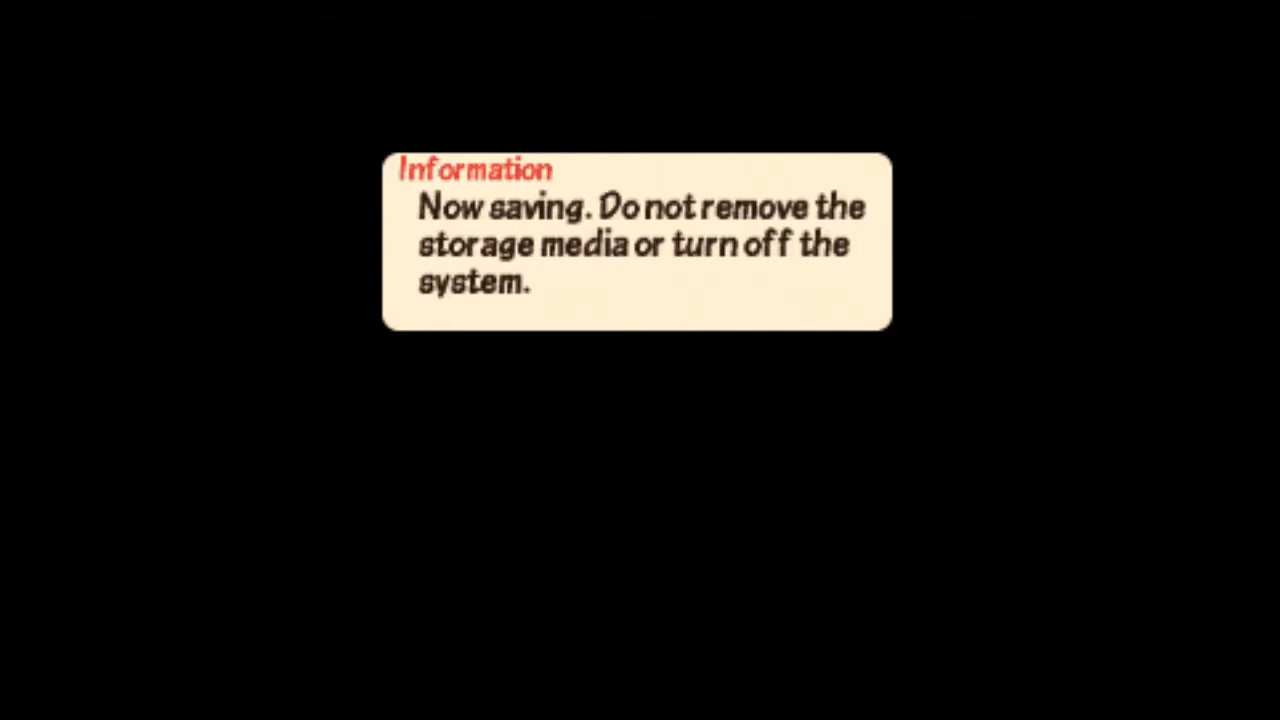 Information
Now saving. Do not remove the
storage media or turn off the
system.